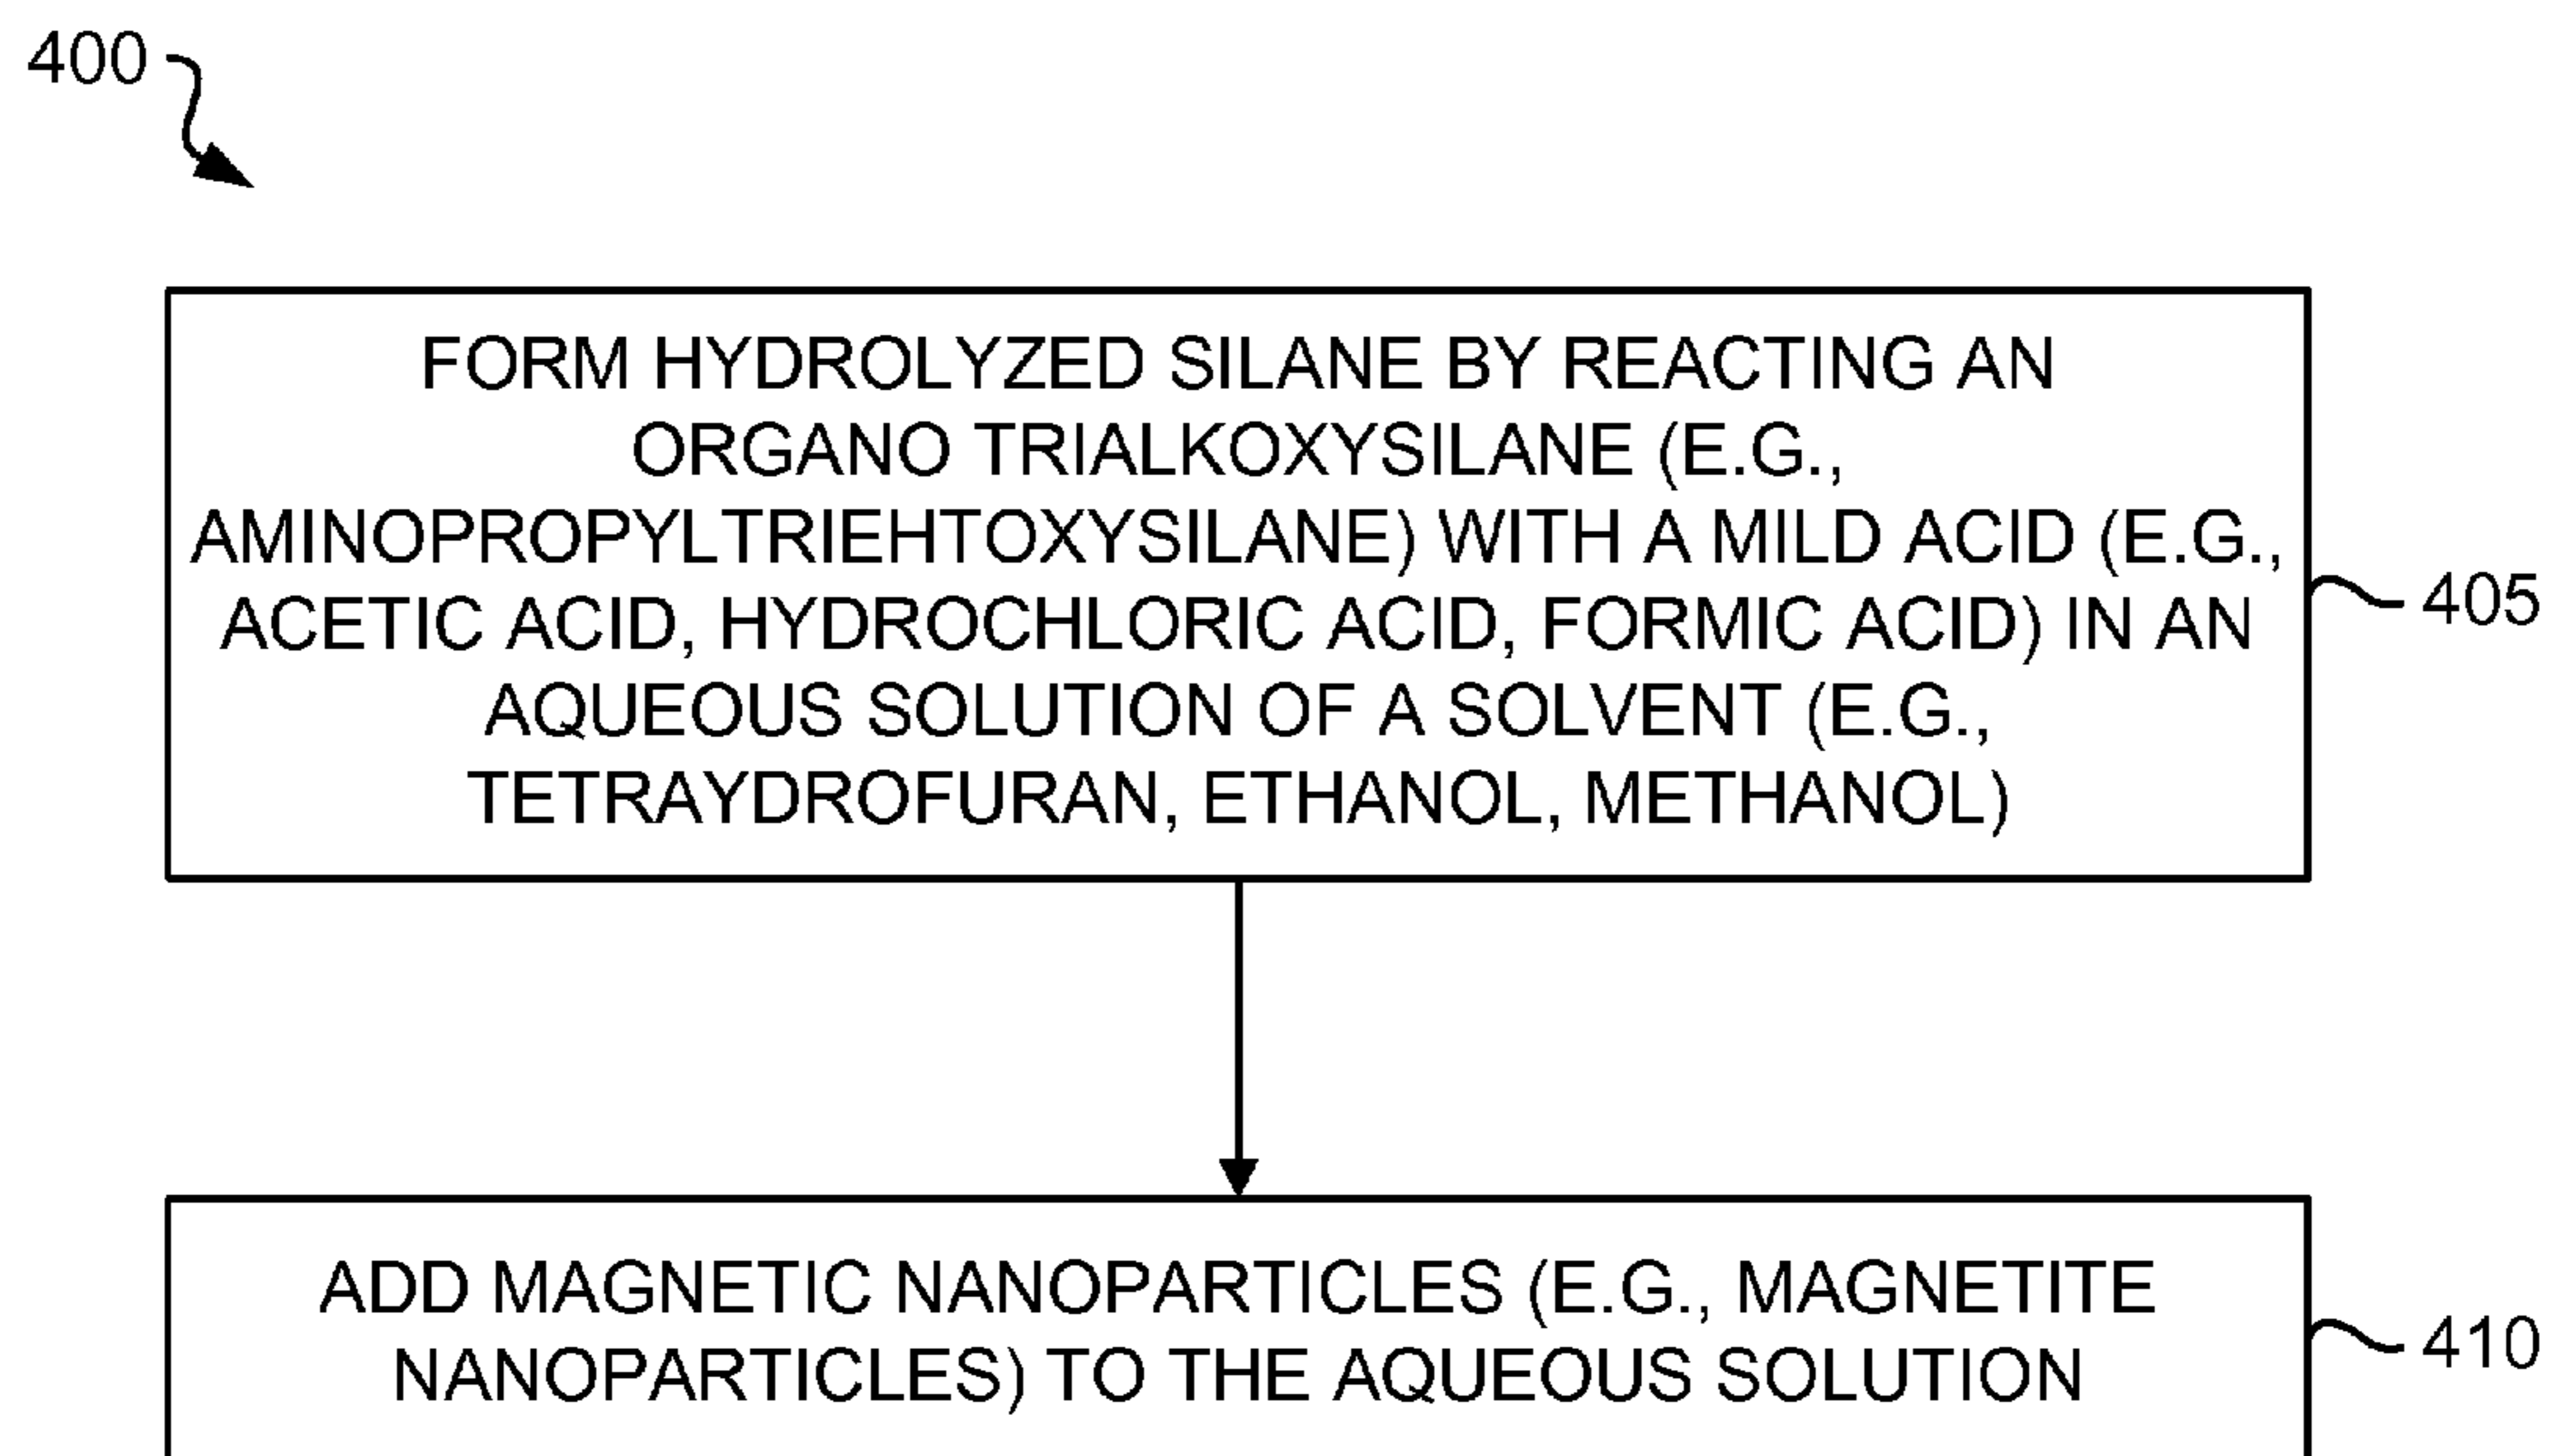 400
FORM HYDROLYZED SILANE BY REACTING AN
ORGANO TRIALKOXYSILANE (E.G.,
AMINOPROPYLTRIEHTOXYSILANE) WITH A MILD ACID (E.G.,
ACETIC ACID, HYDROCHLORIC ACID, FORMIC ACID) IN AN
AQUEOUS SOLUTION OF A SOLVENT (E.G.,
TETRAYDROFURAN, ETHANOL, METHANOL)
405
ADD MAGNETIC NANOPARTICLES (E.G., MAGNETITE
NANOPARTICLES) TO THE AQUEOUS SOLUTION
410